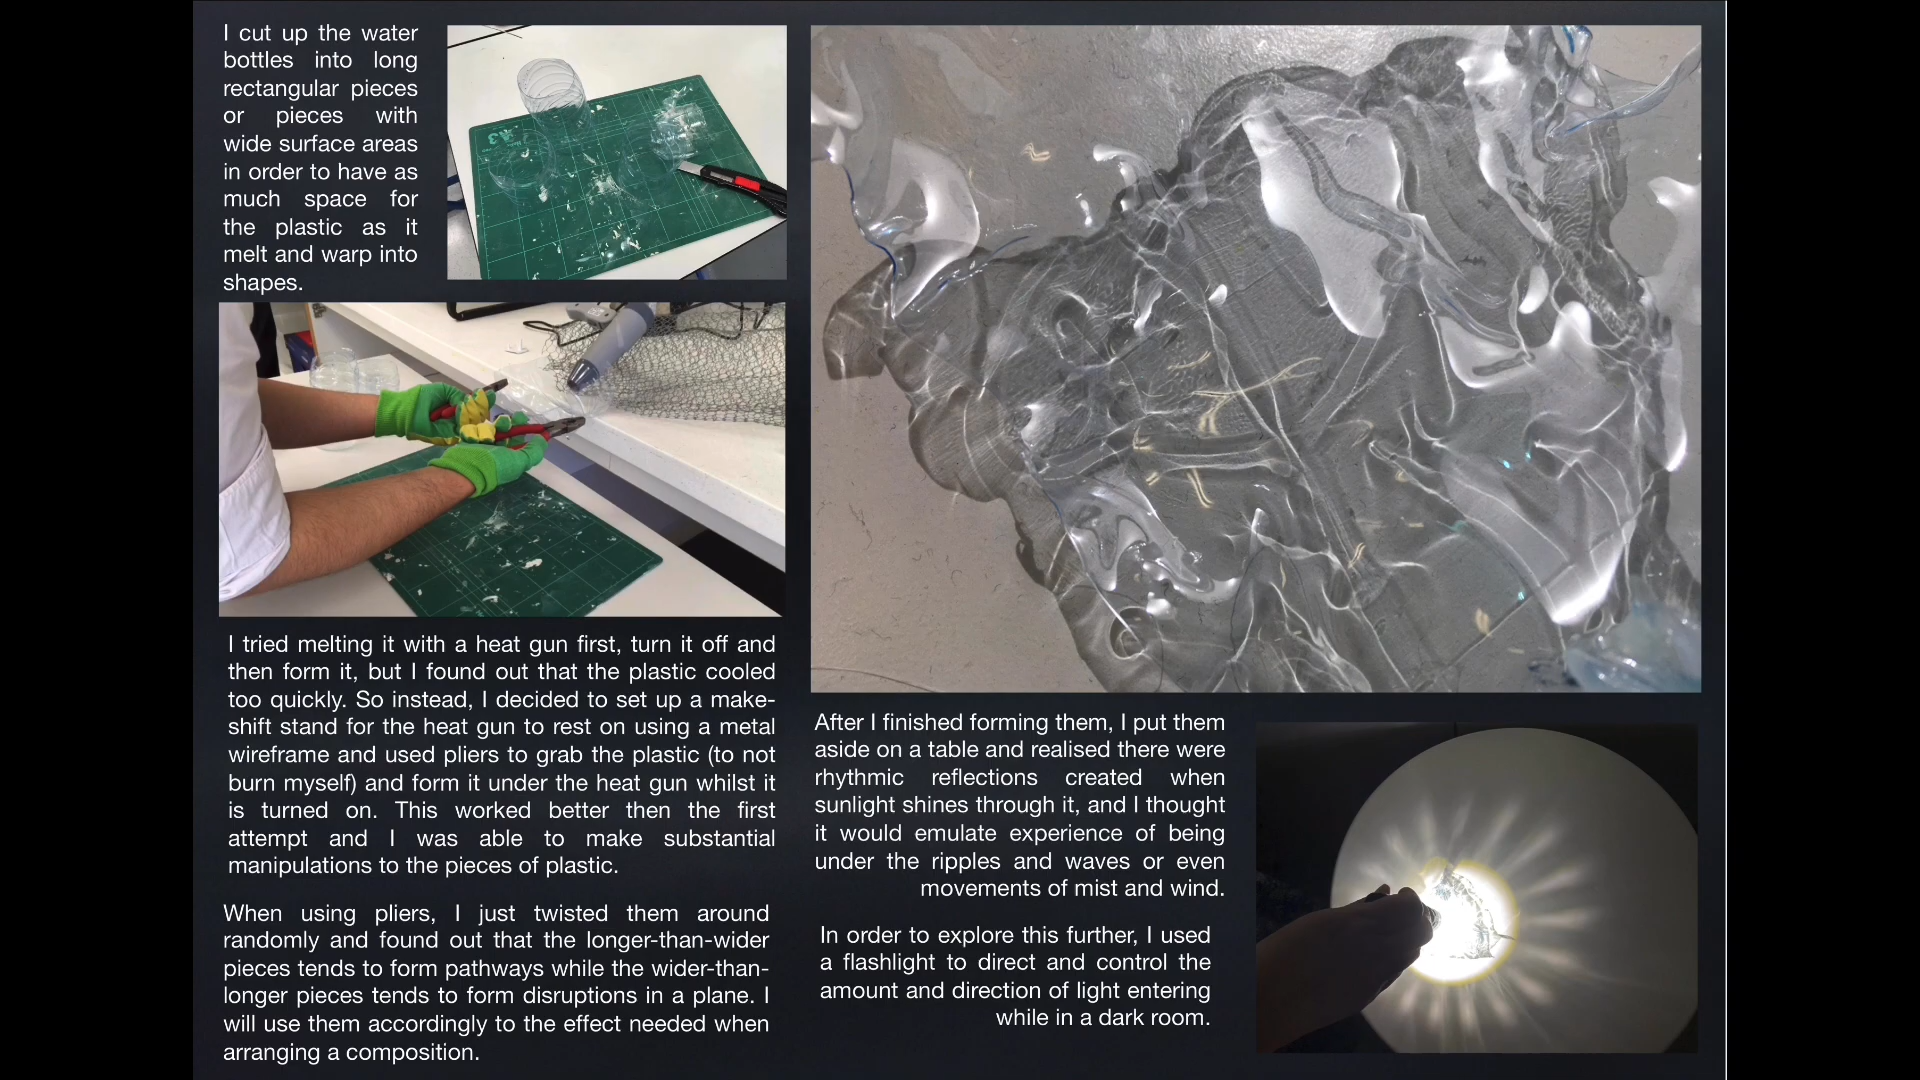 I cut up the water
bottles into long
rectangular pieces
or pieces with
wide surface areas
in order to have as
much space for
the plastic as it
melt and warp into
shapes.
A3
I tried melting it with a heat gun first, turn it off and
then form it, but I found out that the plastic cooled
too quickly. So instead, I decided to set up a make-
shift stand for the heat gun to rest on using a metal
wireframe and used pliers to grab the plastic (to not
burn myself) and form it under the heat gun whilst it
is turned on. This worked better then the first
attempt and I was able to make substantial
manipulations to the pieces of plastic.
When using pliers, I just twisted them around
randomly and found out that the longer-than-wider
pieces tends to form pathways while the wider-than-
longer pieces tends to form disruptions in a plane. I
will use them accordingly to the effect needed when
arranging a composition.
After I finished forming them, I put them
aside on a table and realised there were
rhythmic reflections created when
sunlight shines through it, and I thought
it would emulate experience of being
under the ripples and waves or even
movements of mist and wind.
In order to explore this further, I used
a flashlight to direct and control the
amount and direction of light entering
while in a dark room.